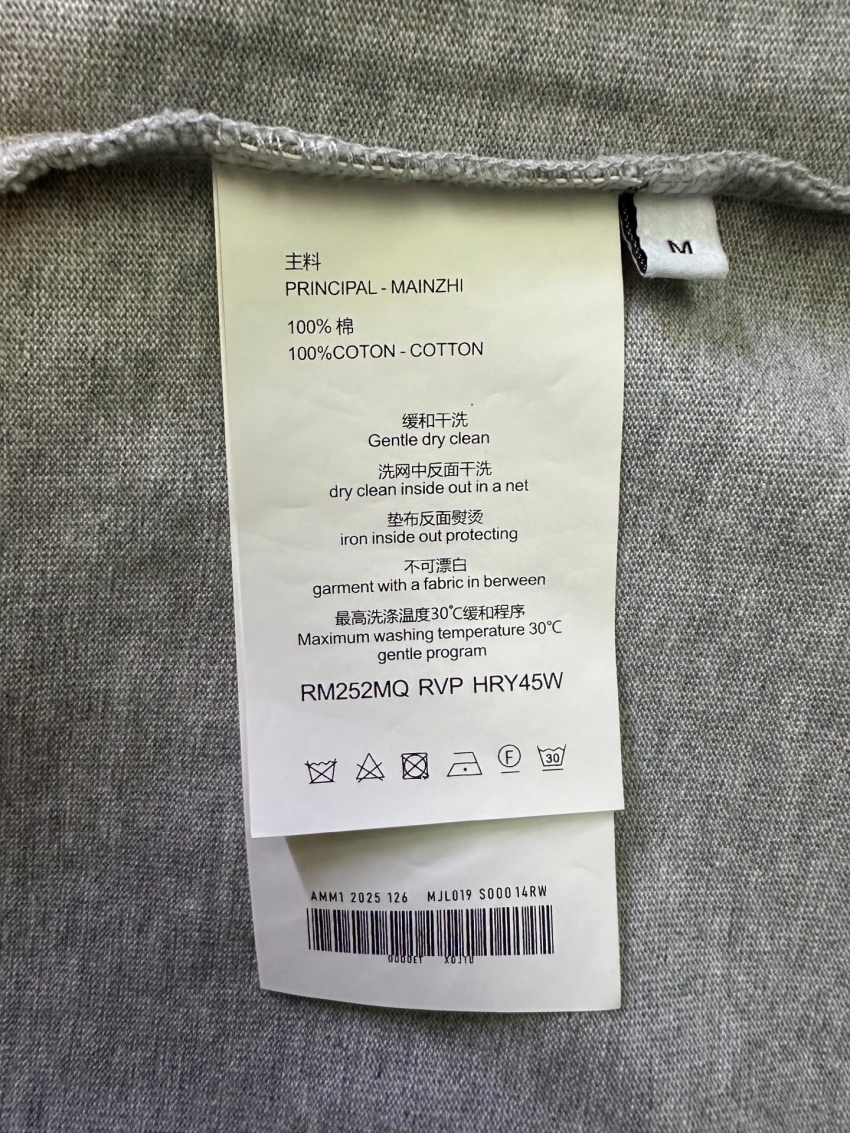 M
主料
PRINCIPAL - MAINZHI
100% 棉
100%COTON - COTTON
缓和干洗
Gentle dry clean
洗网中反面干洗
dry clean inside out in a net
垫布反面熨烫
iron inside out protecting
不可漂白
garment with a fabric in berween
最高洗涤温度30℃缓和程序
Maximum washing temperature 30℃
gentle program
RM252MQ RVP HRY45W
F
30
AMM1 2025 126 MJL019 S00014RW